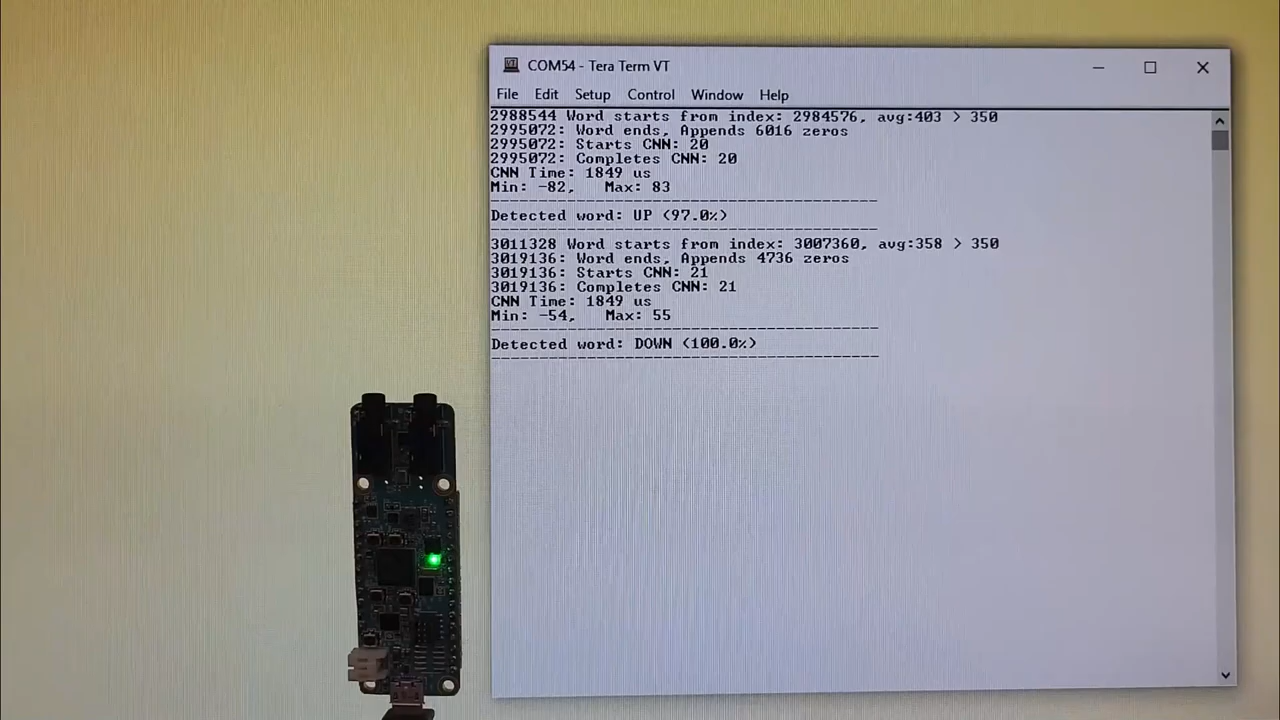 COM54 - Tera Term VT
File Edit Setup Control Window Help
2988544 Word starts from index: 2984576, avg:403 > 350
2995072: Word ends, Appends 6016 zeros
2995072: Starts CNN: 20
2995072: Completes CNN: 20
CNN Time: 1849 us
Min: -82,   Max: 83
----------------------------------------
Detected word: UP (97.0%)
----------------------------------------
3011328 Word starts from index: 3007360, avg:358 > 350
3019136: Word ends, Appends 4736 zeros
3019136: Starts CNN: 21
3019136: Completes CNN: 21
CNN Time: 1849 us
Min: -54,   Max: 55
----------------------------------------
Detected word: DOWN (100.0%)
----------------------------------------